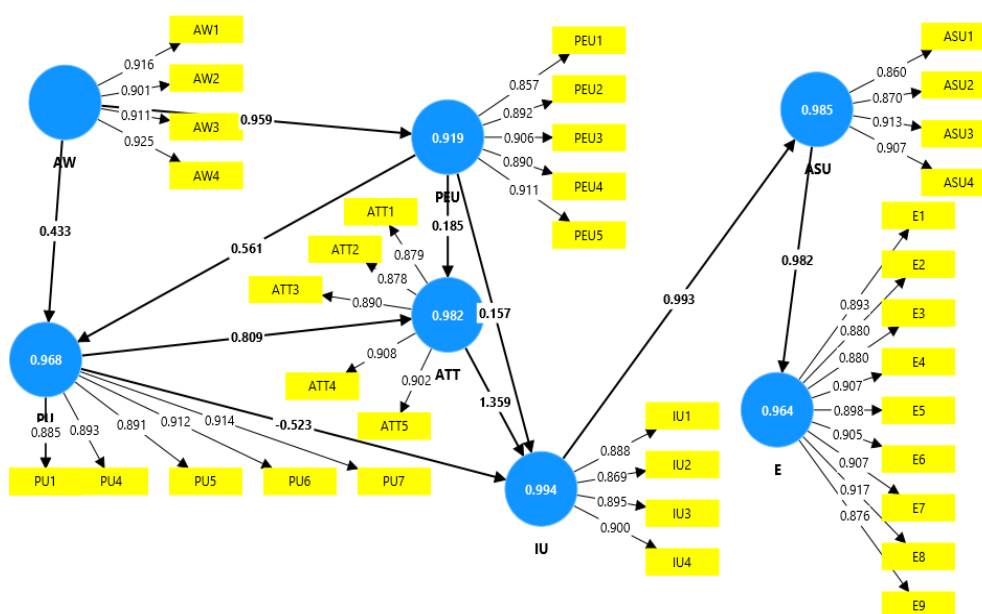 AW1
0.916
AW2
0.901
AW3
0.911
AW4
0.925
AW
0.959
0.433
PEU1
0.857
PEU2
0.892
0.919
PEU3
0.906
PEU4
0.890
PEU5
0.911
PEU
0.185
0.561
0.157
ATT1
0.879
ATT2
0.878
ATT3
0.890
0.982
ATT
ATT4
0.908
ATT5
0.902
0.809
1.359
0.968
PU
-0.523
0.885
0.893
0.891
0.912
0.914
PU1
PU4
PU5
PU6
PU7
0.994
IU
IU1
0.888
IU2
0.869
IU3
0.895
IU4
0.900
0.993
0.985
ASU
ASU1
0.860
ASU2
0.870
ASU3
0.913
ASU4
0.907
0.982
0.964
E
E1
0.893
E2
0.880
E3
0.880
E4
0.907
E5
0.898
E6
0.905
E7
0.907
E8
0.917
E9
0.876